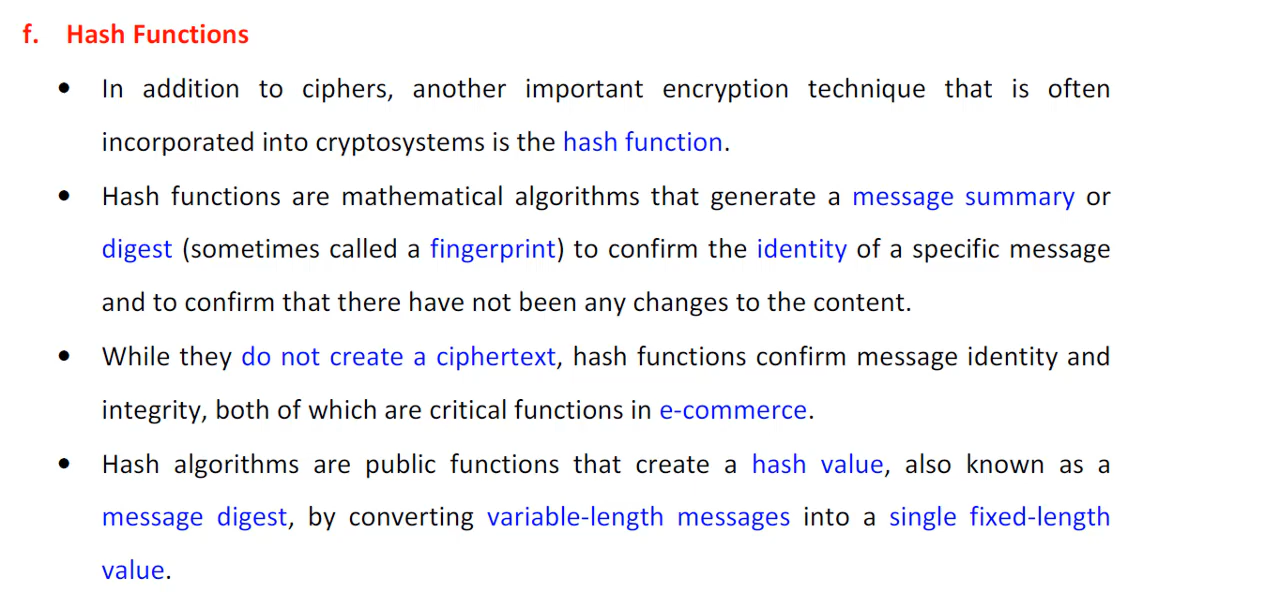 f. Hash Functions
• In addition to ciphers, another important encryption technique that is often
incorporated into cryptosystems is the hash function.
• Hash functions are mathematical algorithms that generate a message summary or
digest (sometimes called a fingerprint) to confirm the identity of a specific message
and to confirm that there have not been any changes to the content.
• While they do not create a ciphertext, hash functions confirm message identity and
integrity, both of which are critical functions in e-commerce.
• Hash algorithms are public functions that create a hash value, also known as a
message digest, by converting variable-length messages into a single fixed-length
value.